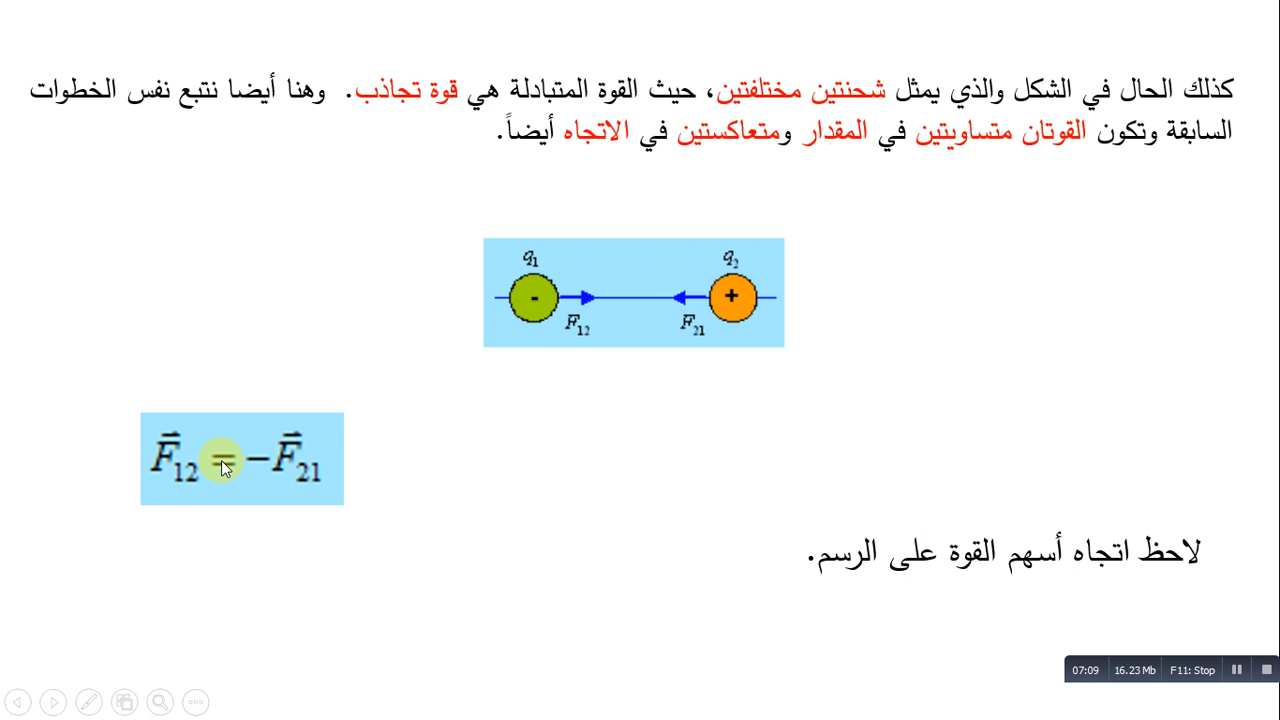 كذلك الحال في الشكل والذي يمثل شحنتين مختلفتين، حيث القوة المتبادلة هي قوة تجاذب. وهنا أيضا نتبع نفس الخطوات
السابقة وتكون القوتان متساويتين في المقدار ومتعاكستين في الاتجاه أيضاً.
q₁ q₂
- +
F₁₂ F₂₁
F⃗₁₂ = −F⃗₂₁
لاحظ اتجاه أسهم القوة على الرسم.
07:09 16.23 Mb F11: Stop